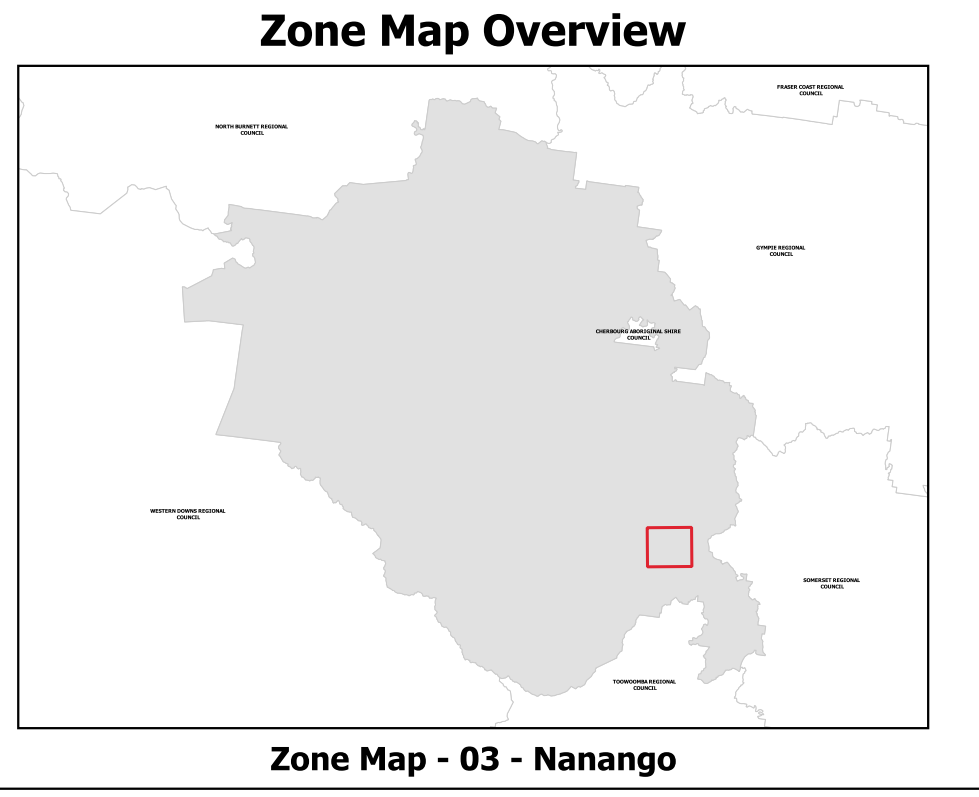 Zone Map Overview
FRASER COAST REGIONAL
COUNCIL
NORTH BURNETT REGIONAL
COUNCIL
GYMPIE REGIONAL
COUNCIL
CHERBOURG ABORIGINAL SHIRE
COUNCIL
WESTERN DOWNS REGIONAL
COUNCIL
SOMERSET REGIONAL
COUNCIL
TOOWOOMBA REGIONAL
COUNCIL
Zone Map - 03 - Nanango